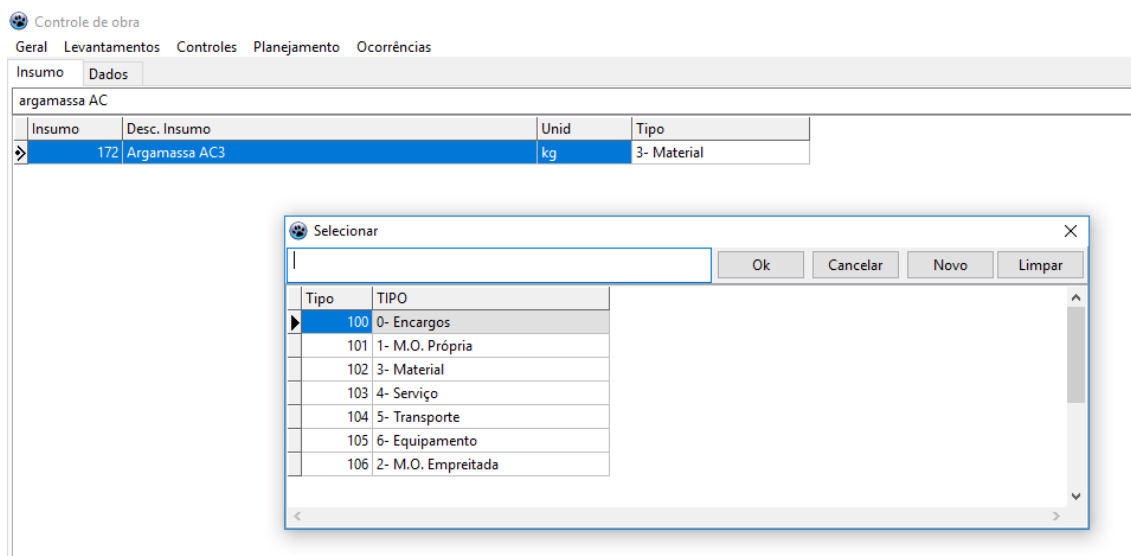 Controle de obra
Geral Levantamentos Controles Planejamento Ocorrências
Insumo Dados
argamassa AC
Insumo Desc. Insumo Unid Tipo
172 Argamassa AC3 kg 3- Material
Selecionar
Ok Cancelar Novo Limpar
Tipo TIPO
100 0- Encargos
101 1- M.O. Própria
102 3- Material
103 4- Serviço
104 5- Transporte
105 6- Equipamento
106 2- M.O. Empreitada